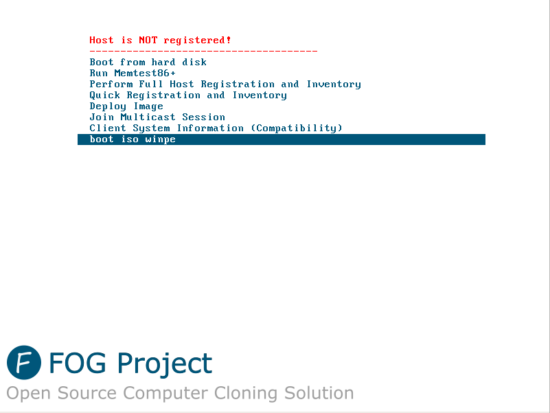 Host is NOT registered!
-------------------------------------
Boot from hard disk
Run Memtest86+
Perform Full Host Registration and Inventory
Quick Registration and Inventory
Deploy Image
Join Multicast Session
Client System Information (Compatibility)
boot iso winpe
F FOG Project
Open Source Computer Cloning Solution